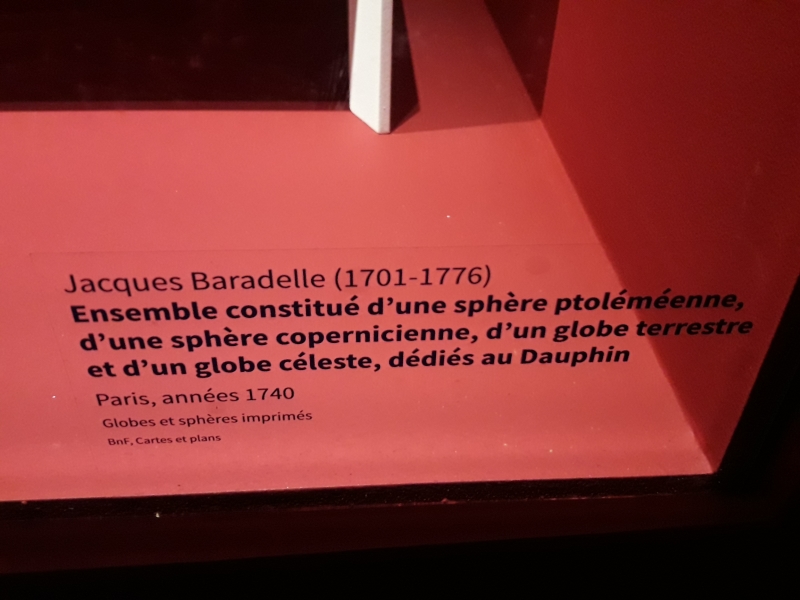 Jacques Baradelle (1701-1776)
Ensemble constitué d'une sphère ptoléméenne,
d'une sphère copernicienne, d'un globe terrestre
et d'un globe céleste, dédiés au Dauphin
Paris, années 1740
Globes et sphères imprimés
BnF, Cartes et plans